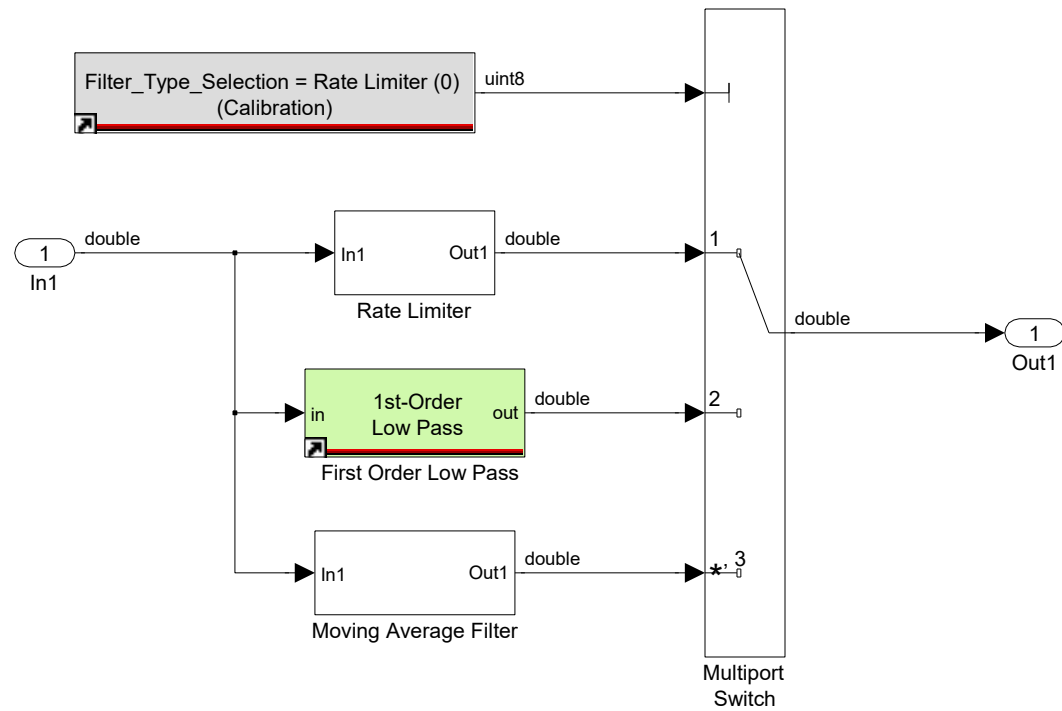 Filter_Type_Selection = Rate Limiter (0)
(Calibration)
uint8
1
In1
double
In1
Out1
Rate Limiter
double
1
double
1
Out1
in
1st-Order
Low Pass
out
First Order Low Pass
double
2
In1
Out1
Moving Average Filter
double
*, 3
Multiport
Switch